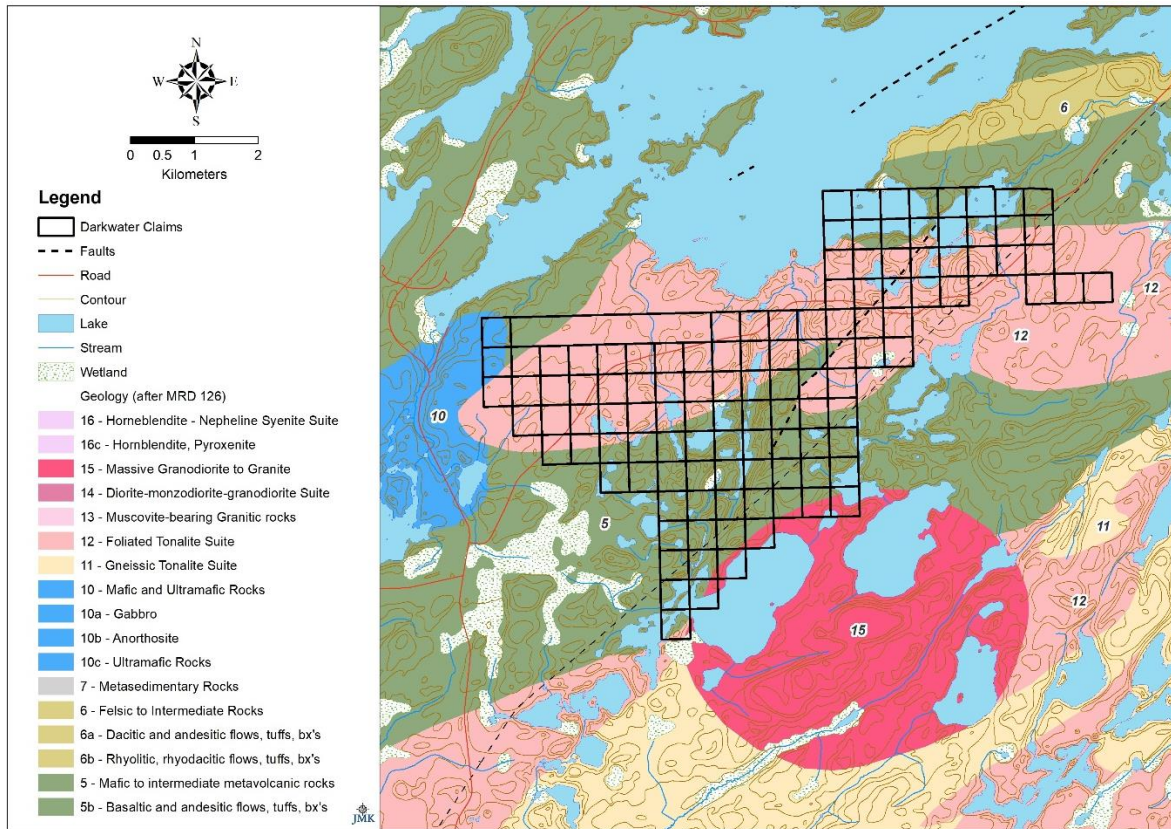 N
W E
S
0 0.5 1 2
Kilometers
Legend
Darkwater Claims
Faults
Road
Contour
Lake
Stream
Wetland
Geology (after MRD 126)
16 - Horneblendite - Nepheline Syenite Suite
16c - Hornblendite, Pyroxenite
15 - Massive Granodiorite to Granite
14 - Diorite-monzodiorite-granodiorite Suite
13 - Muscovite-bearing Granitic rocks
12 - Foliated Tonalite Suite
11 - Gneissic Tonalite Suite
10 - Mafic and Ultramafic Rocks
10a - Gabbro
10b - Anorthosite
10c - Ultramafic Rocks
7 - Metasedimentary Rocks
6 - Felsic to Intermediate Rocks
6a - Dacitic and andesitic flows, tuffs, bx's
6b - Rhyolitic, rhyodacitic flows, tuffs, bx's
5 - Mafic to intermediate metavolcanic rocks
5b - Basaltic and andesitic flows, tuffs, bx's
JMK
6
12
12
10
5
11
12
15